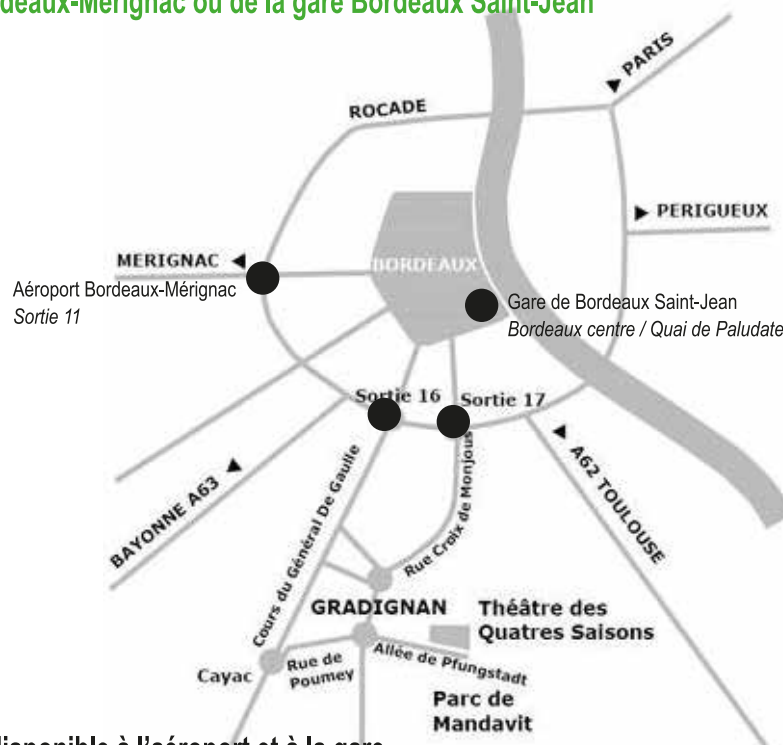 deaux-Mérignac ou de la gare Bordeaux Saint-Jean
PARIS
ROCADE
PERIGUEUX
MERIGNAC
BORDEAUX
Aéroport Bordeaux-Mérignac
Sortie 11
Gare de Bordeaux Saint-Jean
Bordeaux centre / Quai de Paludate
Sortie 16
Sortie 17
BAYONNE A63
A62 TOULOUSE
Cours du Général De Gaulle
Rue Croix de Monjous
GRADIGNAN
Théâtre des
Quatres Saisons
Allée de Pfungstadt
Cayac
Rue de
Poumey
Parc de
Mandavit
disponible à l'aéroport et à la gare